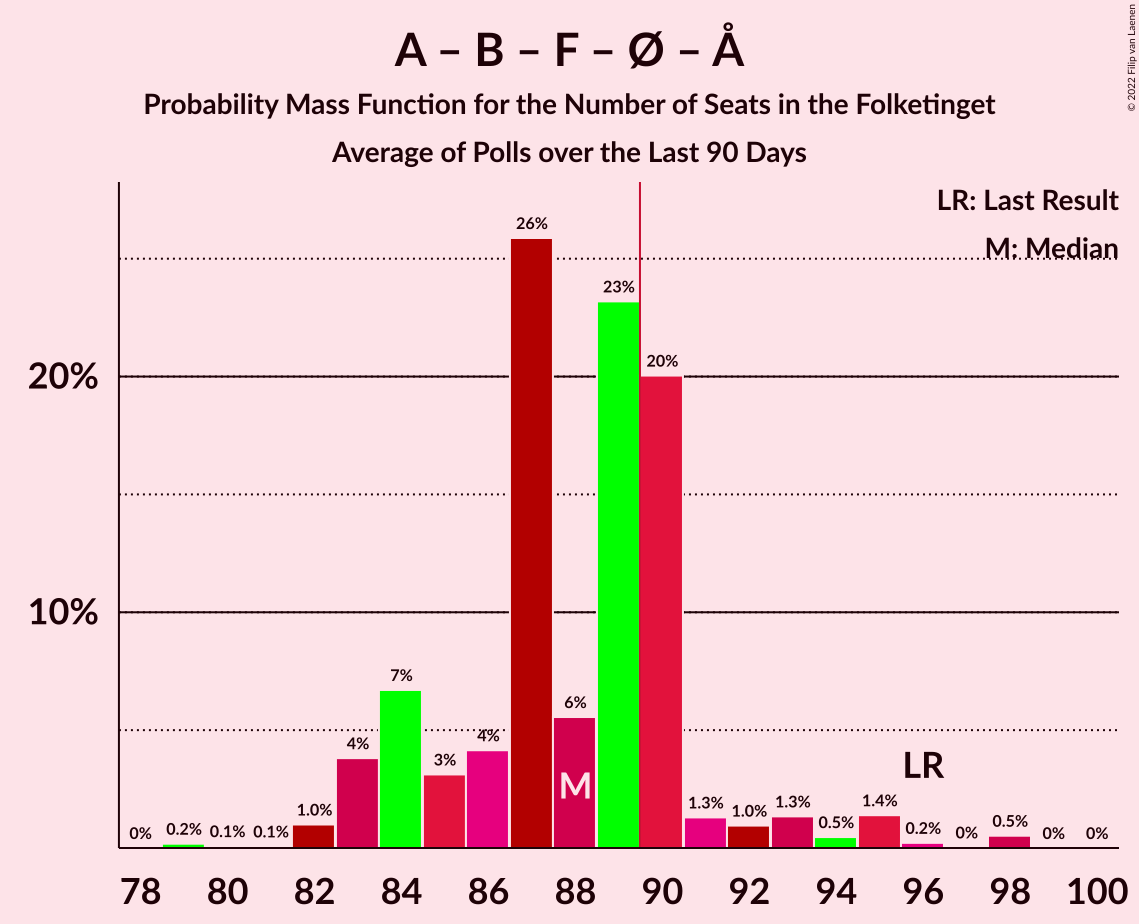 A – B – F – Ø – Å
Probability Mass Function for the Number of Seats in the Folketinget
Average of Polls over the Last 90 Days
© 2022 Filip van Laenen
LR: Last Result
M: Median
26%
23%
20%
20%
7%
6%
4%
4%
3%
10%
LR
M
1.0%
1.3%
1.0%
1.3%
1.4%
0.5%
0.5%
0%
0.2%
0.1%
0.1%
0.2%
0%
0%
0%
78 80 82 84 86 88 90 92 94 96 98 100